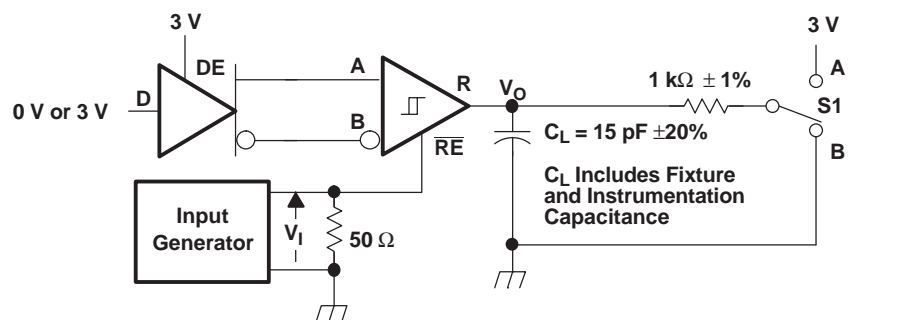 3 V
3 V
DE
A
R
VO
1 kΩ ± 1%
A
0 V or 3 V
D
S1
B
RE
CL = 15 pF ±20%
B
CL Includes Fixture
and Instrumentation
Capacitance
Input
Generator
VI
50 Ω